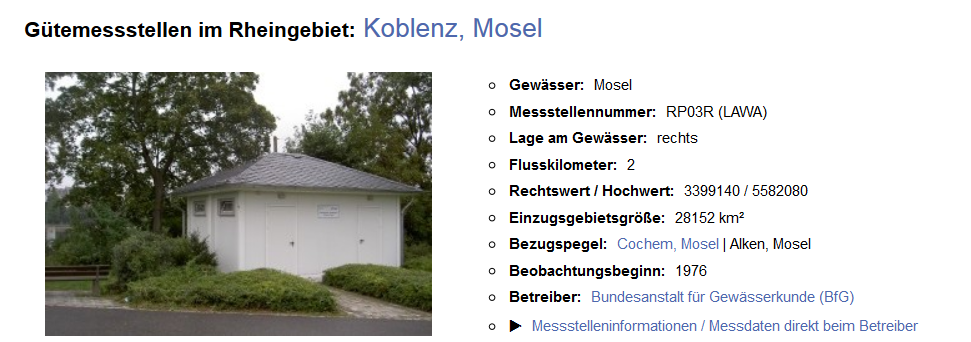 Gütemessstellen im Rheingebiet: Koblenz, Mosel
Gewässer: Mosel
Messstellennummer: RP03R (LAWA)
Lage am Gewässer: rechts
Flusskilometer: 2
Rechtswert / Hochwert: 3399140 / 5582080
Einzugsgebietsgröße: 28152 km²
Bezugspegel: Cochem, Mosel | Alken, Mosel
Beobachtungsbeginn: 1976
Betreiber: Bundesanstalt für Gewässerkunde (BfG)
Messstelleninformationen / Messdaten direkt beim Betreiber